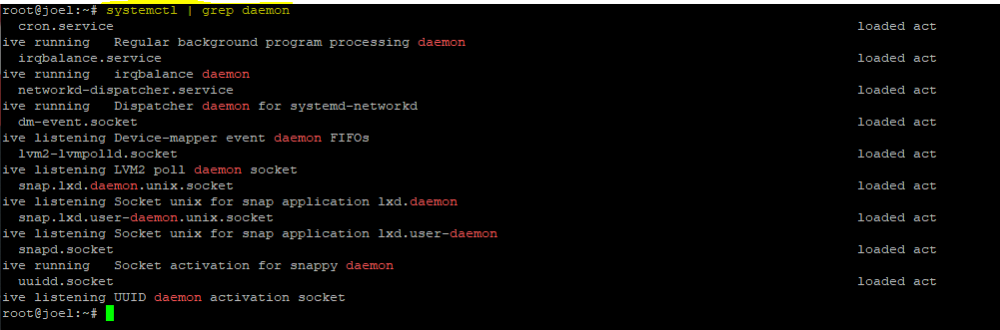 root@joel:~# systemctl | grep daemon
cron.service loaded act
ive running Regular background program processing daemon
irqbalance.service loaded act
ive running irqbalance daemon
networkd-dispatcher.service loaded act
ive running Dispatcher daemon for systemd-networkd
dm-event.socket loaded act
ive listening Device-mapper event daemon FIFOs
lvm2-lvmpolld.socket loaded act
ive listening LVM2 poll daemon socket
snap.lxd.daemon.unix.socket loaded act
ive listening Socket unix for snap application lxd.daemon
snap.lxd.user-daemon.unix.socket loaded act
ive listening Socket unix for snap application lxd.user-daemon
snapd.socket loaded act
ive running Socket activation for snappy daemon
uuidd.socket loaded act
ive listening UUID daemon activation socket
root@joel:~#